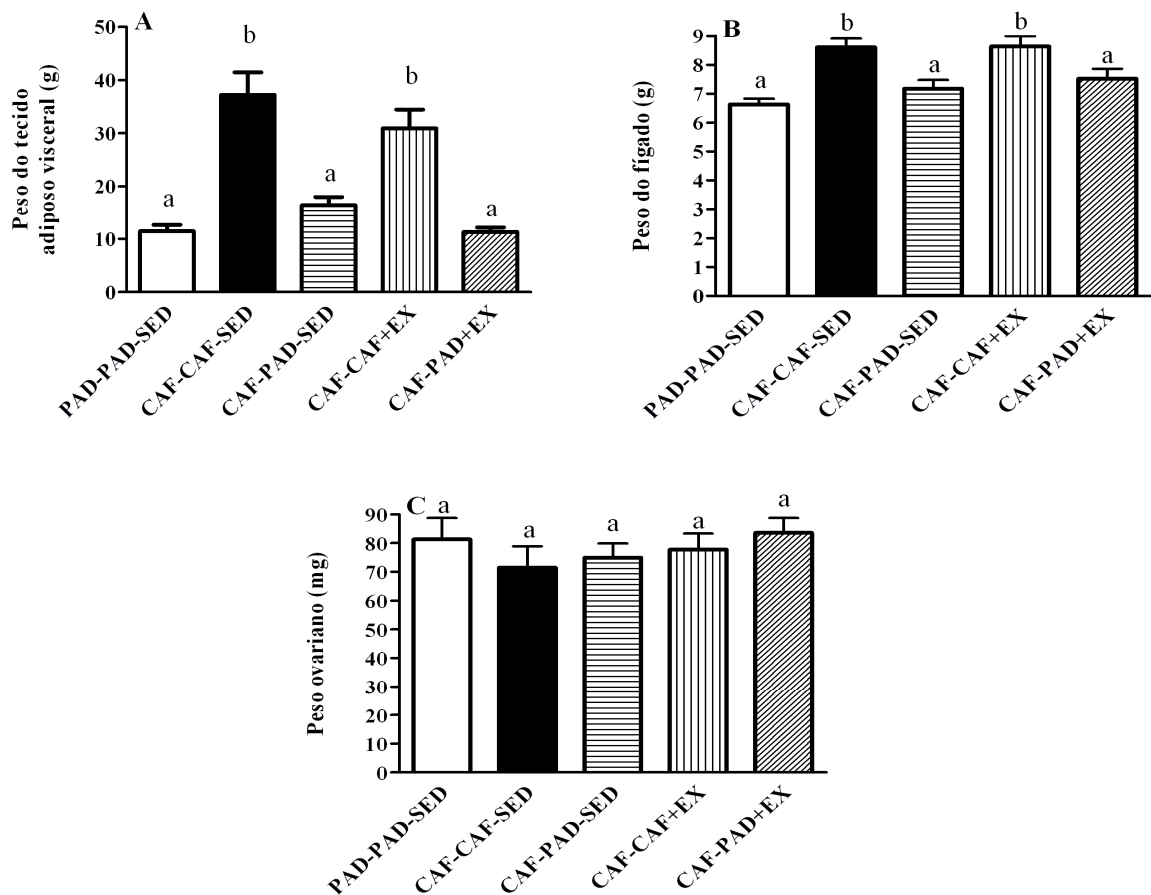 A
Peso do tecido
adiposo visceral (g)
50
40
30
20
10
0
a
b
a
b
a
PAD-PAD-SED
CAF-CAF-SED
CAF-PAD-SED
CAF-CAF+EX
CAF-PAD+EX
B
Peso do fígado (g)
9
8
7
6
5
4
3
2
1
0
a
b
a
b
a
PAD-PAD-SED
CAF-CAF-SED
CAF-PAD-SED
CAF-CAF+EX
CAF-PAD+EX
C
Peso ovariano (mg)
90
80
70
60
50
40
30
20
10
0
a
a
a
a
a
PAD-PAD-SED
CAF-CAF-SED
CAF-PAD-SED
CAF-CAF+EX
CAF-PAD+EX